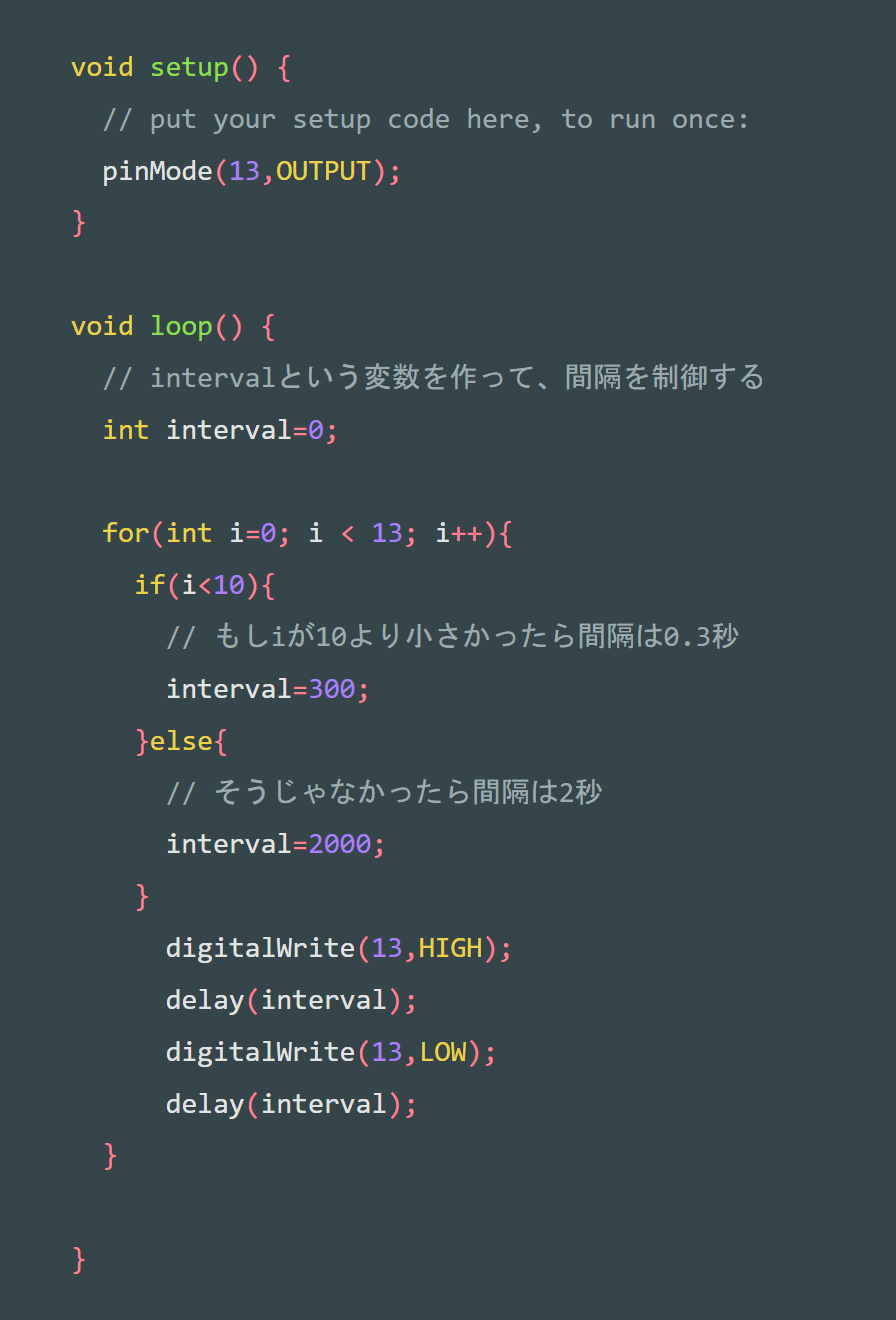 void setup() {
  // put your setup code here, to run once:
  pinMode(13,OUTPUT);
}
void loop() {
  // intervalという変数を作って、間隔を制御する
  int interval=0;
  for(int i=0; i < 13; i++){
    if(i<10){
      // もしiが10より小さかったら間隔は0.3秒
      interval=300;
    }else{
      // そうじゃなかったら間隔は2秒
      interval=2000;
    }
      digitalWrite(13,HIGH);
      delay(interval);
      digitalWrite(13,LOW);
      delay(interval);
  }
}